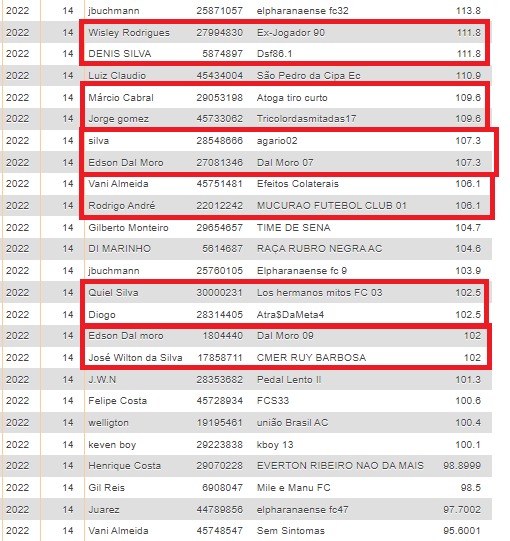 2022 14 jbuchmann 25871057 elpharanaense fc32 113.8
2022 14 Wisley Rodrigues 27994830 Ex-Jogador 90 111.8
2022 14 DENIS SILVA 5874897 Dsf86.1 111.8
2022 14 Luiz Claudio 45434004 São Pedro da Cipa Ec 110.9
2022 14 Márcio Cabral 29053198 Atoga tiro curto 109.6
2022 14 Jorge gomez 45733062 Tricolordasmitadas17 109.6
2022 14 silva 28548666 agario02 107.3
2022 14 Edson Dal Moro 27081346 Dal Moro 07 107.3
2022 14 Vani Almeida 45751481 Efeitos Colaterais 106.1
2022 14 Rodrigo André 22012242 MUCURAO FUTEBOL CLUB 01 106.1
2022 14 Gilberto Monteiro 29654657 TIME DE SENA 104.7
2022 14 DI MARINHO 5614687 RAÇA RUBRO NEGRA AC 104.6
2022 14 jbuchmann 25760105 Elpharanaense fc 9 103.9
2022 14 Quiel Silva 30000231 Los hermanos mitos FC 03 102.5
2022 14 Diogo 28314405 Atra$DaMeta4 102.5
2022 14 Edson Dal moro 1804440 Dal Moro 09 102
2022 14 José Wilton da Silva 17858711 CMER RUY BARBOSA 102
2022 14 J.W.N 28353682 Pedal Lento II 101.3
2022 14 Felipe Costa 45728934 FCS33 100.6
2022 14 welligton 19195461 união Brasil AC 100.4
2022 14 keven boy 29223838 kboy 13 100.1
2022 14 Henrique Costa 29070228 EVERTON RIBEIRO NAO DA MAIS 98.8999
2022 14 Gil Reis 6908047 Mile e Manu FC 98.5
2022 14 Juarez 44789856 elpharanaense fc47 97.7002
2022 14 Vani Almeida 45748547 Sem Sintomas 95.6001